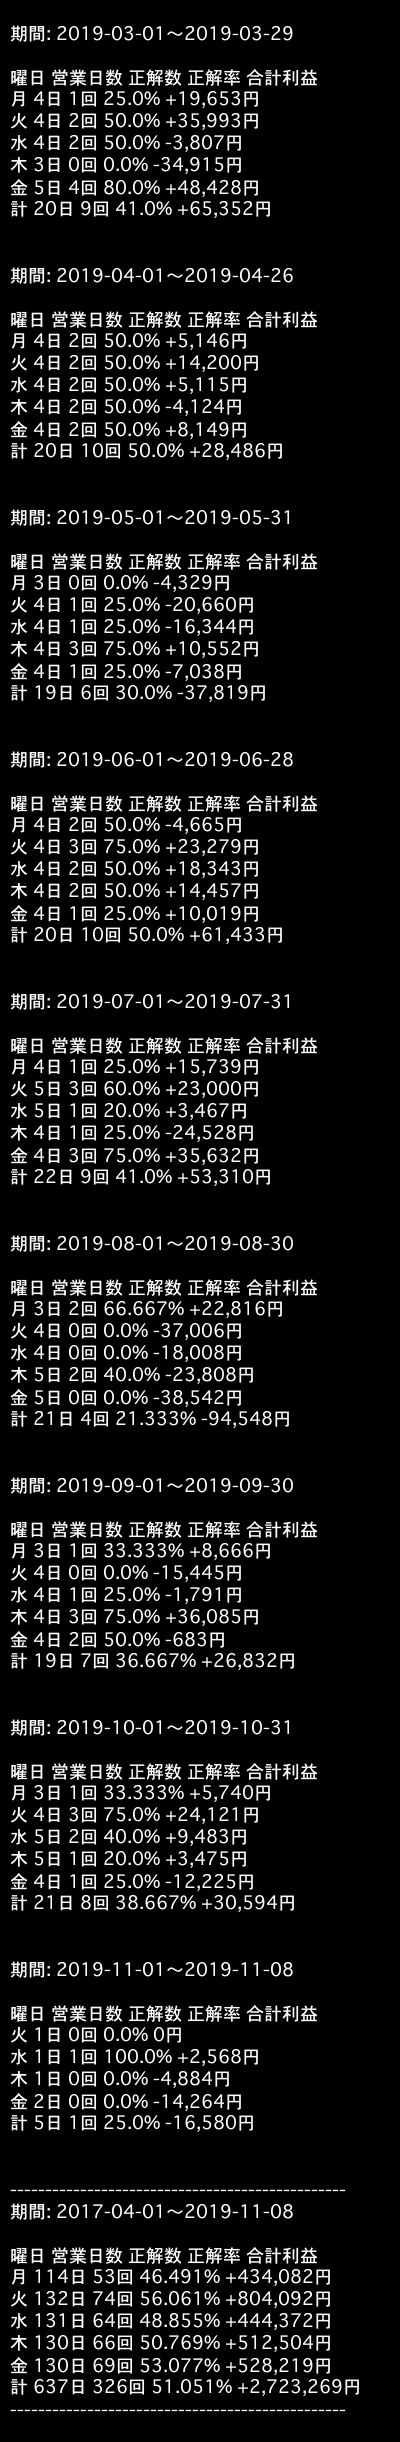 期間: 2019-03-01〜2019-03-29
曜日 営業日数 正解数 正解率 合計利益
月 4日 1回 25.0% +19,653円
火 4日 2回 50.0% +35,993円
水 4日 2回 50.0% -3,807円
木 3日 0回 0.0% -34,915円
金 5日 4回 80.0% +48,428円
計 20日 9回 41.0% +65,352円
期間: 2019-04-01〜2019-04-26
曜日 営業日数 正解数 正解率 合計利益
月 4日 2回 50.0% +5,146円
火 4日 2回 50.0% +14,200円
水 4日 2回 50.0% +5,115円
木 4日 2回 50.0% -4,124円
金 4日 2回 50.0% +8,149円
計 20日 10回 50.0% +28,486円
期間: 2019-05-01〜2019-05-31
曜日 営業日数 正解数 正解率 合計利益
月 3日 0回 0.0% -4,329円
火 4日 1回 25.0% -20,660円
水 4日 1回 25.0% -16,344円
木 4日 3回 75.0% +10,552円
金 4日 1回 25.0% -7,038円
計 19日 6回 30.0% -37,819円
期間: 2019-06-01〜2019-06-28
曜日 営業日数 正解数 正解率 合計利益
月 4日 2回 50.0% -4,665円
火 4日 3回 75.0% +23,279円
水 4日 2回 50.0% +18,343円
木 4日 2回 50.0% +14,457円
金 4日 1回 25.0% +10,019円
計 20日 10回 50.0% +61,433円
期間: 2019-07-01〜2019-07-31
曜日 営業日数 正解数 正解率 合計利益
月 4日 1回 25.0% +15,739円
火 5日 3回 60.0% +23,000円
水 5日 1回 20.0% +3,467円
木 4日 1回 25.0% -24,528円
金 4日 3回 75.0% +35,632円
計 22日 9回 41.0% +53,310円
期間: 2019-08-01〜2019-08-30
曜日 営業日数 正解数 正解率 合計利益
月 3日 2回 66.667% +22,816円
火 4日 0回 0.0% -37,006円
水 4日 0回 0.0% -18,008円
木 5日 2回 40.0% -23,808円
金 5日 0回 0.0% -38,542円
計 21日 4回 21.333% -94,548円
期間: 2019-09-01〜2019-09-30
曜日 営業日数 正解数 正解率 合計利益
月 3日 1回 33.333% +8,666円
火 4日 0回 0.0% -15,445円
水 4日 1回 25.0% -1,791円
木 4日 3回 75.0% +36,085円
金 4日 2回 50.0% -683円
計 19日 7回 36.667% +26,832円
期間: 2019-10-01〜2019-10-31
曜日 営業日数 正解数 正解率 合計利益
月 3日 1回 33.333% +5,740円
火 4日 3回 75.0% +24,121円
水 5日 2回 40.0% +9,483円
木 5日 1回 20.0% +3,475円
金 4日 1回 25.0% -12,225円
計 21日 8回 38.667% +30,594円
期間: 2019-11-01〜2019-11-08
曜日 営業日数 正解数 正解率 合計利益
火 1日 0回 0.0% 0円
水 1日 1回 100.0% +2,568円
木 1日 0回 0.0% -4,884円
金 2日 0回 0.0% -14,264円
計 5日 1回 25.0% -16,580円
------------------------------------------------
期間: 2017-04-01〜2019-11-08
曜日 営業日数 正解数 正解率 合計利益
月 114日 53回 46.491% +434,082円
火 132日 74回 56.061% +804,092円
水 131日 64回 48.855% +444,372円
木 130日 66回 50.769% +512,504円
金 130日 69回 53.077% +528,219円
計 637日 326回 51.051% +2,723,269円
------------------------------------------------